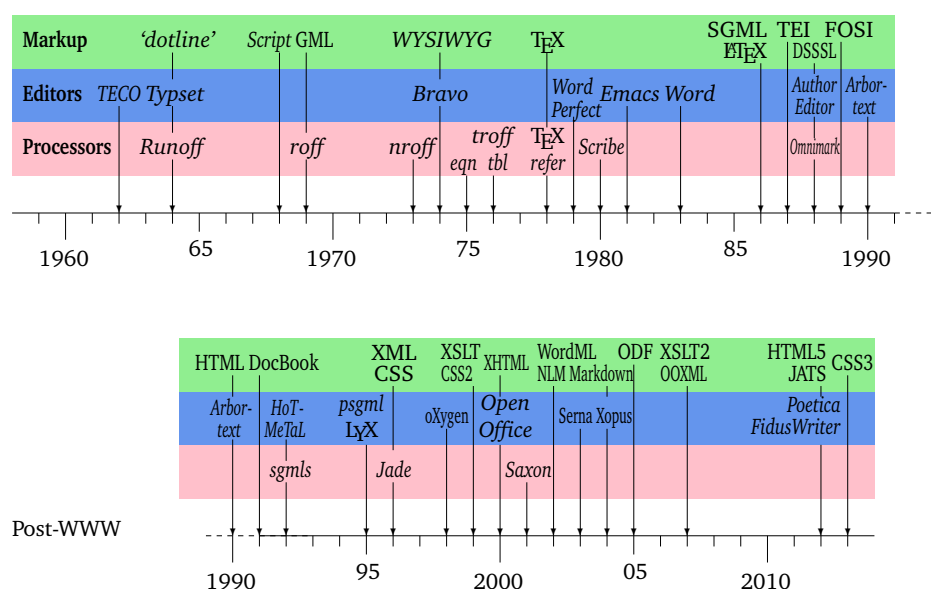 SGML TEI FOSI
Markup 'dotline' Script GML WYSIWYG TEX LATEX DSSSL
Editors TECO Typset Bravo Word Perfect Emacs Word Author Editor Arbor-text
Processors Runoff roff nroff troff TEX Scribe Omnimark
eqn tbl refer
1960 65 1970 75 1980 85 1990
HTML DocBook XML XSLT XHTML WordML ODF XSLT2 HTML5 CSS3
CSS CSS2 NLM Markdown OOXML JATS
Arbor- HoT- psgml oXygen Open Serna Xopus Poetica
text MeTaL LYX Office FidusWriter
sgmls Jade Saxon
Post-WWW
1990 95 2000 05 2010